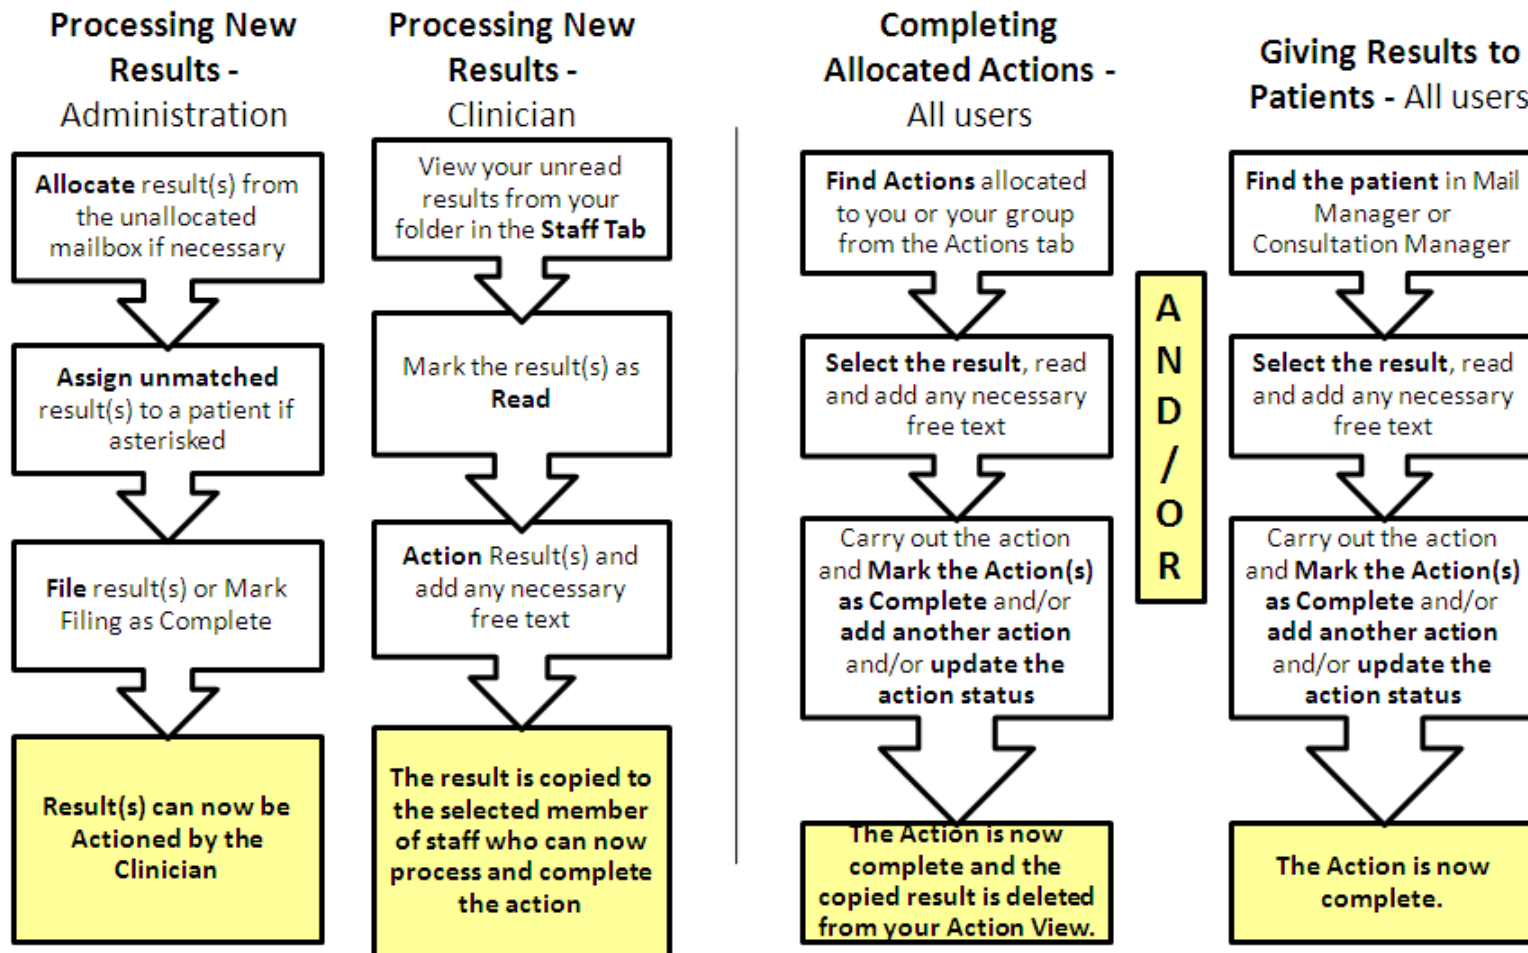 Processing New
Results -
Administration
Allocate result(s) from
the unallocated
mailbox if necessary
Assign unmatched
result(s) to a patient if
asterisked
File result(s) or Mark
Filing as Complete
Result(s) can now be
Actioned by the
Clinician
Processing New
Results -
Clinician
View your unread
results from your
folder in the Staff Tab
Mark the result(s) as
Read
Action Result(s) and
add any necessary
free text
The result is copied to
the selected member
of staff who can now
process and complete
the action
Completing
Allocated Actions -
All users
Find Actions allocated
to you or your group
from the Actions tab
Select the result, read
and add any necessary
free text
Carry out the action
and Mark the Action(s)
as Complete and/or
add another action
and/or update the
action status
The Action is now
complete and the
copied result is deleted
from your Action View.
A
N
D
/
O
R
Giving Results to
Patients - All users
Find the patient in Mail
Manager or
Consultation Manager
Select the result, read
and add any necessary
free text
Carry out the action
and Mark the Action(s)
as Complete and/or
add another action
and/or update the
action status
The Action is now
complete.